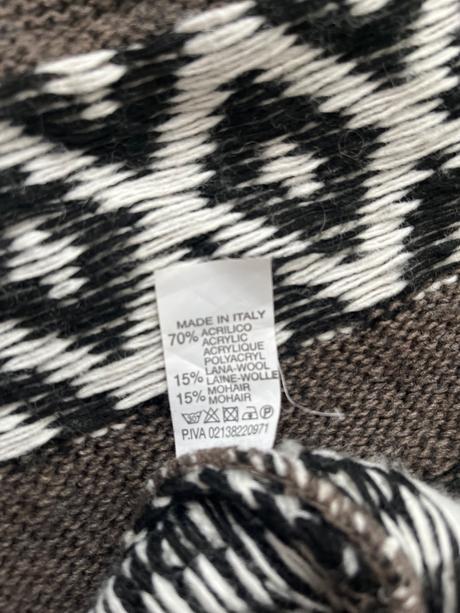 MADE IN ITALY
70% ACRILICO
ACRYLIC
ACRYLIQUE
POLYACRYL
LANA-WOOL
15% LAINE-WOLLE
MOHAIR
15% MOHAIR
P
P.IVA 02138220971